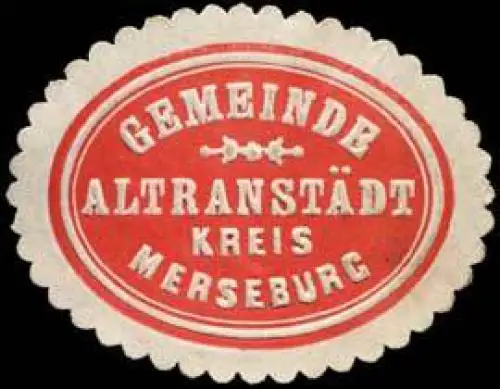 GEMEINDE
ALTRANSTÄDT
KREIS
MERSEBURG